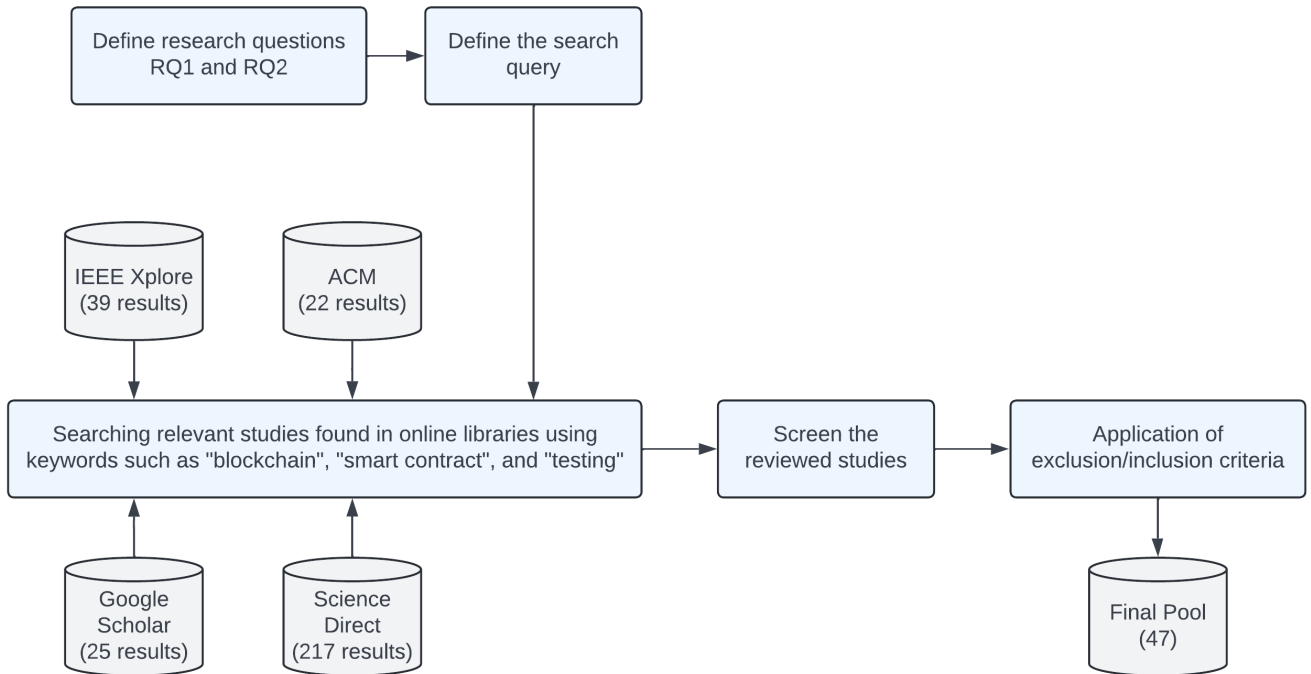 Define research questions
RQ1 and RQ2
Define the search
query
IEEE Xplore
(39 results)
ACM
(22 results)
Searching relevant studies found in online libraries using
keywords such as "blockchain", "smart contract", and "testing"
Screen the
reviewed studies
Application of
exclusion/inclusion criteria
Google
Scholar
(25 results)
Science
Direct
(217 results)
Final Pool
(47)